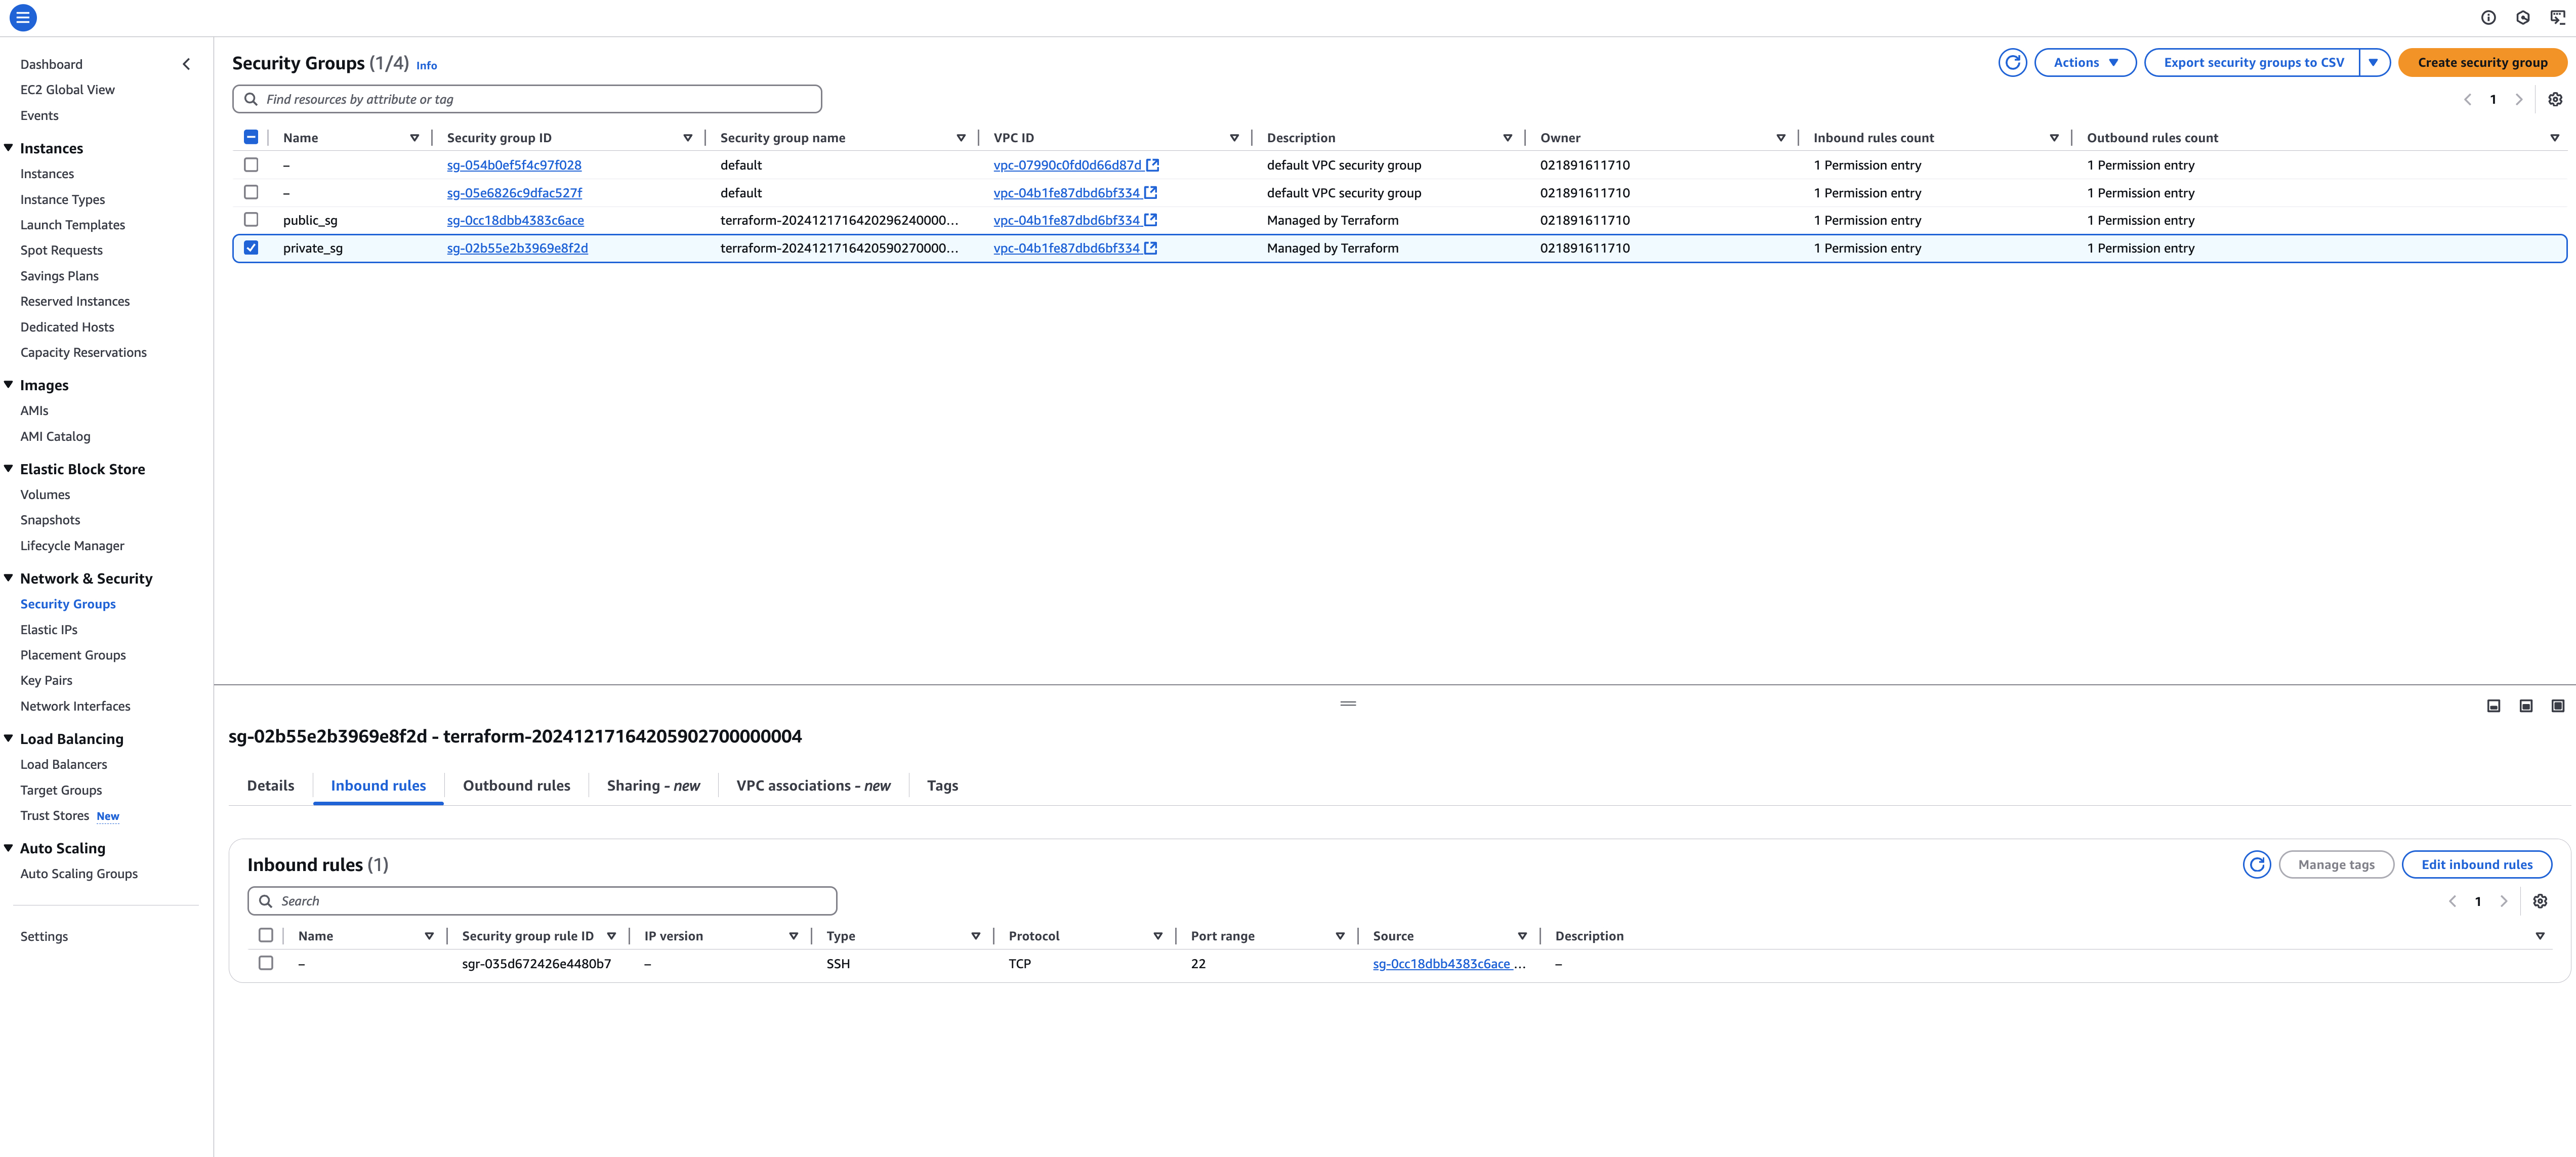 Dashboard
EC2 Global View
Events
Instances
Instances
Instance Types
Launch Templates
Spot Requests
Savings Plans
Reserved Instances
Dedicated Hosts
Capacity Reservations
Images
AMIs
AMI Catalog
Elastic Block Store
Volumes
Snapshots
Lifecycle Manager
Network & Security
Security Groups
Elastic IPs
Placement Groups
Key Pairs
Network Interfaces
Load Balancing
Load Balancers
Target Groups
Trust Stores New
Auto Scaling
Auto Scaling Groups
Settings
Security Groups (1/4) Info
Actions
Export security groups to CSV
Create security group
Find resources by attribute or tag
1
Name Security group ID Security group name VPC ID Description Owner Inbound rules count Outbound rules count
– sg-054b0ef5f4c97f028 default vpc-07990c0fd0d66d87d default VPC security group 021891611710 1 Permission entry 1 Permission entry
– sg-05e6826c9dfac527f default vpc-04b1fe87dbd6bf334 default VPC security group 021891611710 1 Permission entry 1 Permission entry
public_sg sg-0cc18dbb4383c6ace terraform-2024121716420296240000... vpc-04b1fe87dbd6bf334 Managed by Terraform 021891611710 1 Permission entry 1 Permission entry
private_sg sg-02b55e2b3969e8f2d terraform-2024121716420590270000... vpc-04b1fe87dbd6bf334 Managed by Terraform 021891611710 1 Permission entry 1 Permission entry
sg-02b55e2b3969e8f2d - terraform-20241217164205902700000004
Details Inbound rules Outbound rules Sharing - new VPC associations - new Tags
Inbound rules (1)
Manage tags
Edit inbound rules
Search
1
Name Security group rule ID IP version Type Protocol Port range Source Description
– sgr-035d672426e4480b7 – SSH TCP 22 sg-0cc18dbb4383c6ace ... –